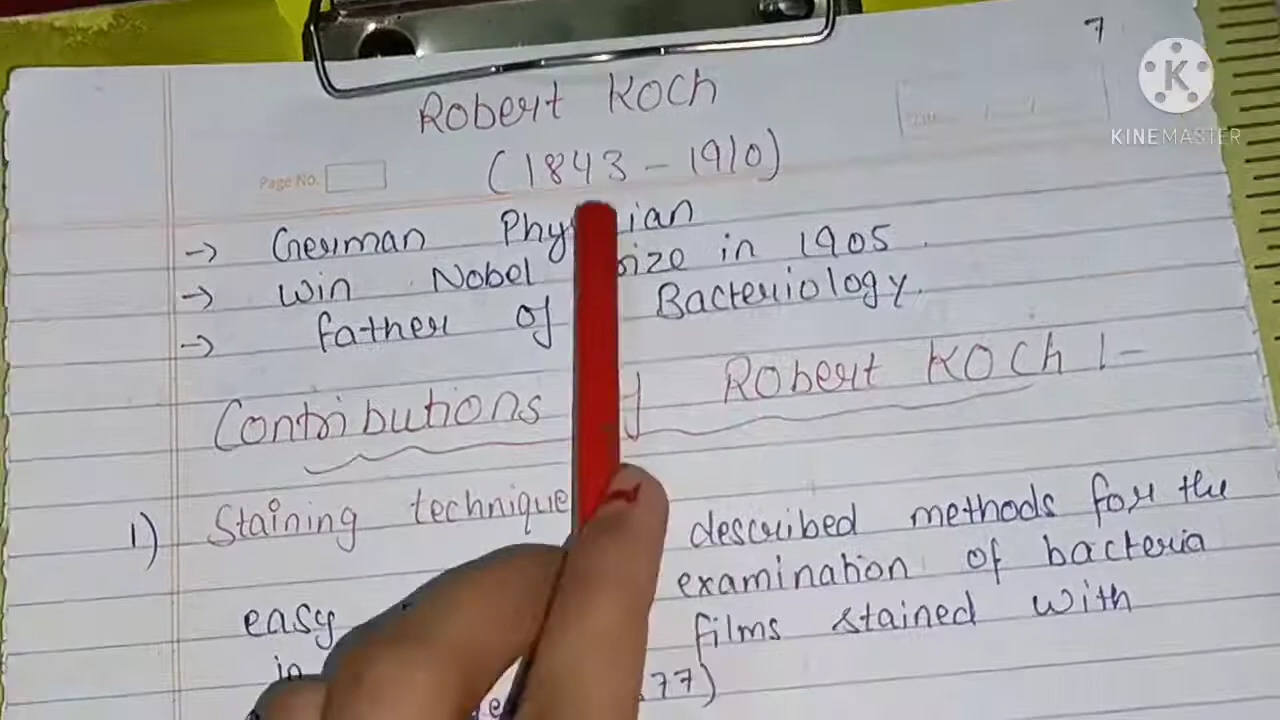 7
K
KINEMASTER
Robert KOCH
Page No.
(1843 - 1910)
→ German Phy ian
→ Win Nobel ize in 1905
→ father of Bacteriology.
Contributions Robert KOCH :-
1) Staining technique described methods for the
easy examination of bacteria
in films stained with
77)